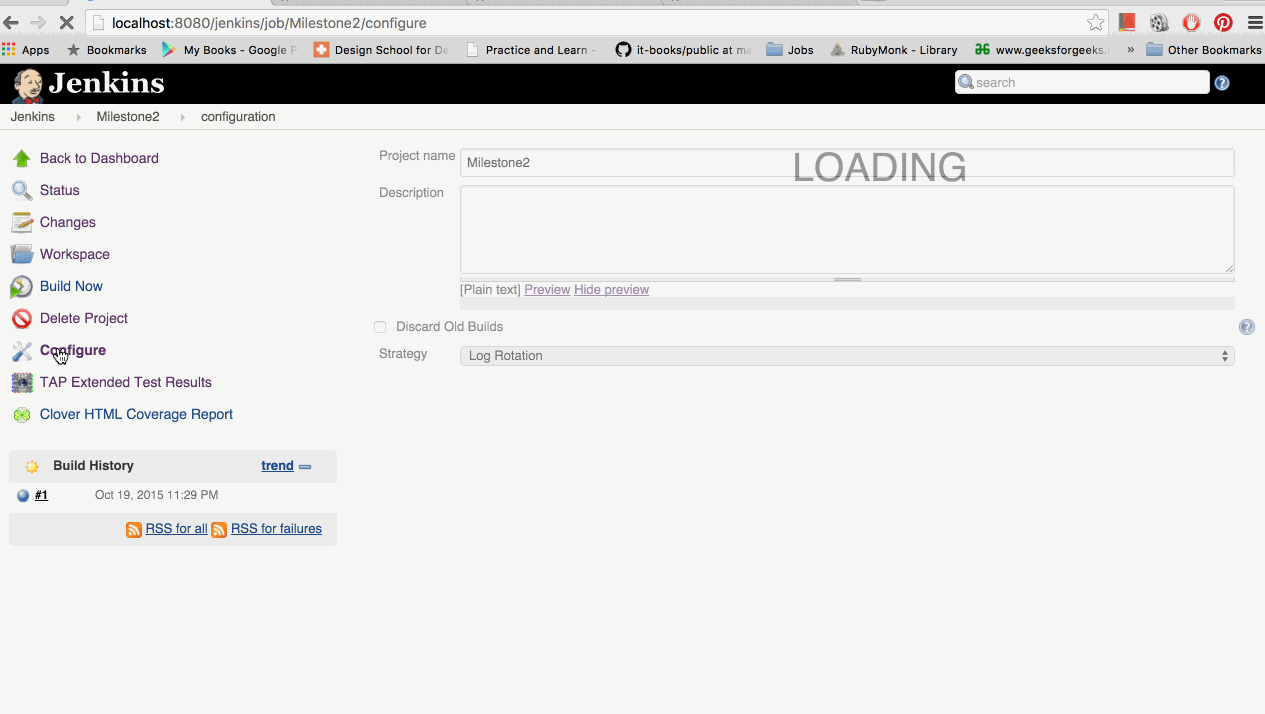 localhost:8080/jenkins/job/Milestone2/configure
Apps Bookmarks My Books - Google P Design School for De Practice and Learn - it-books/public at ma Jobs RubyMonk - Library www.geeksforgeeks. » Other Bookmarks
Jenkins search
Jenkins Milestone2 configuration
Back to Dashboard
Status
Changes
Workspace
Build Now
Delete Project
Configure
TAP Extended Test Results
Clover HTML Coverage Report
Build History trend
#1 Oct 19, 2015 11:29 PM
RSS for all RSS for failures
Project name Milestone2
LOADING
Description
[Plain text] Preview Hide preview
Discard Old Builds
Strategy Log Rotation